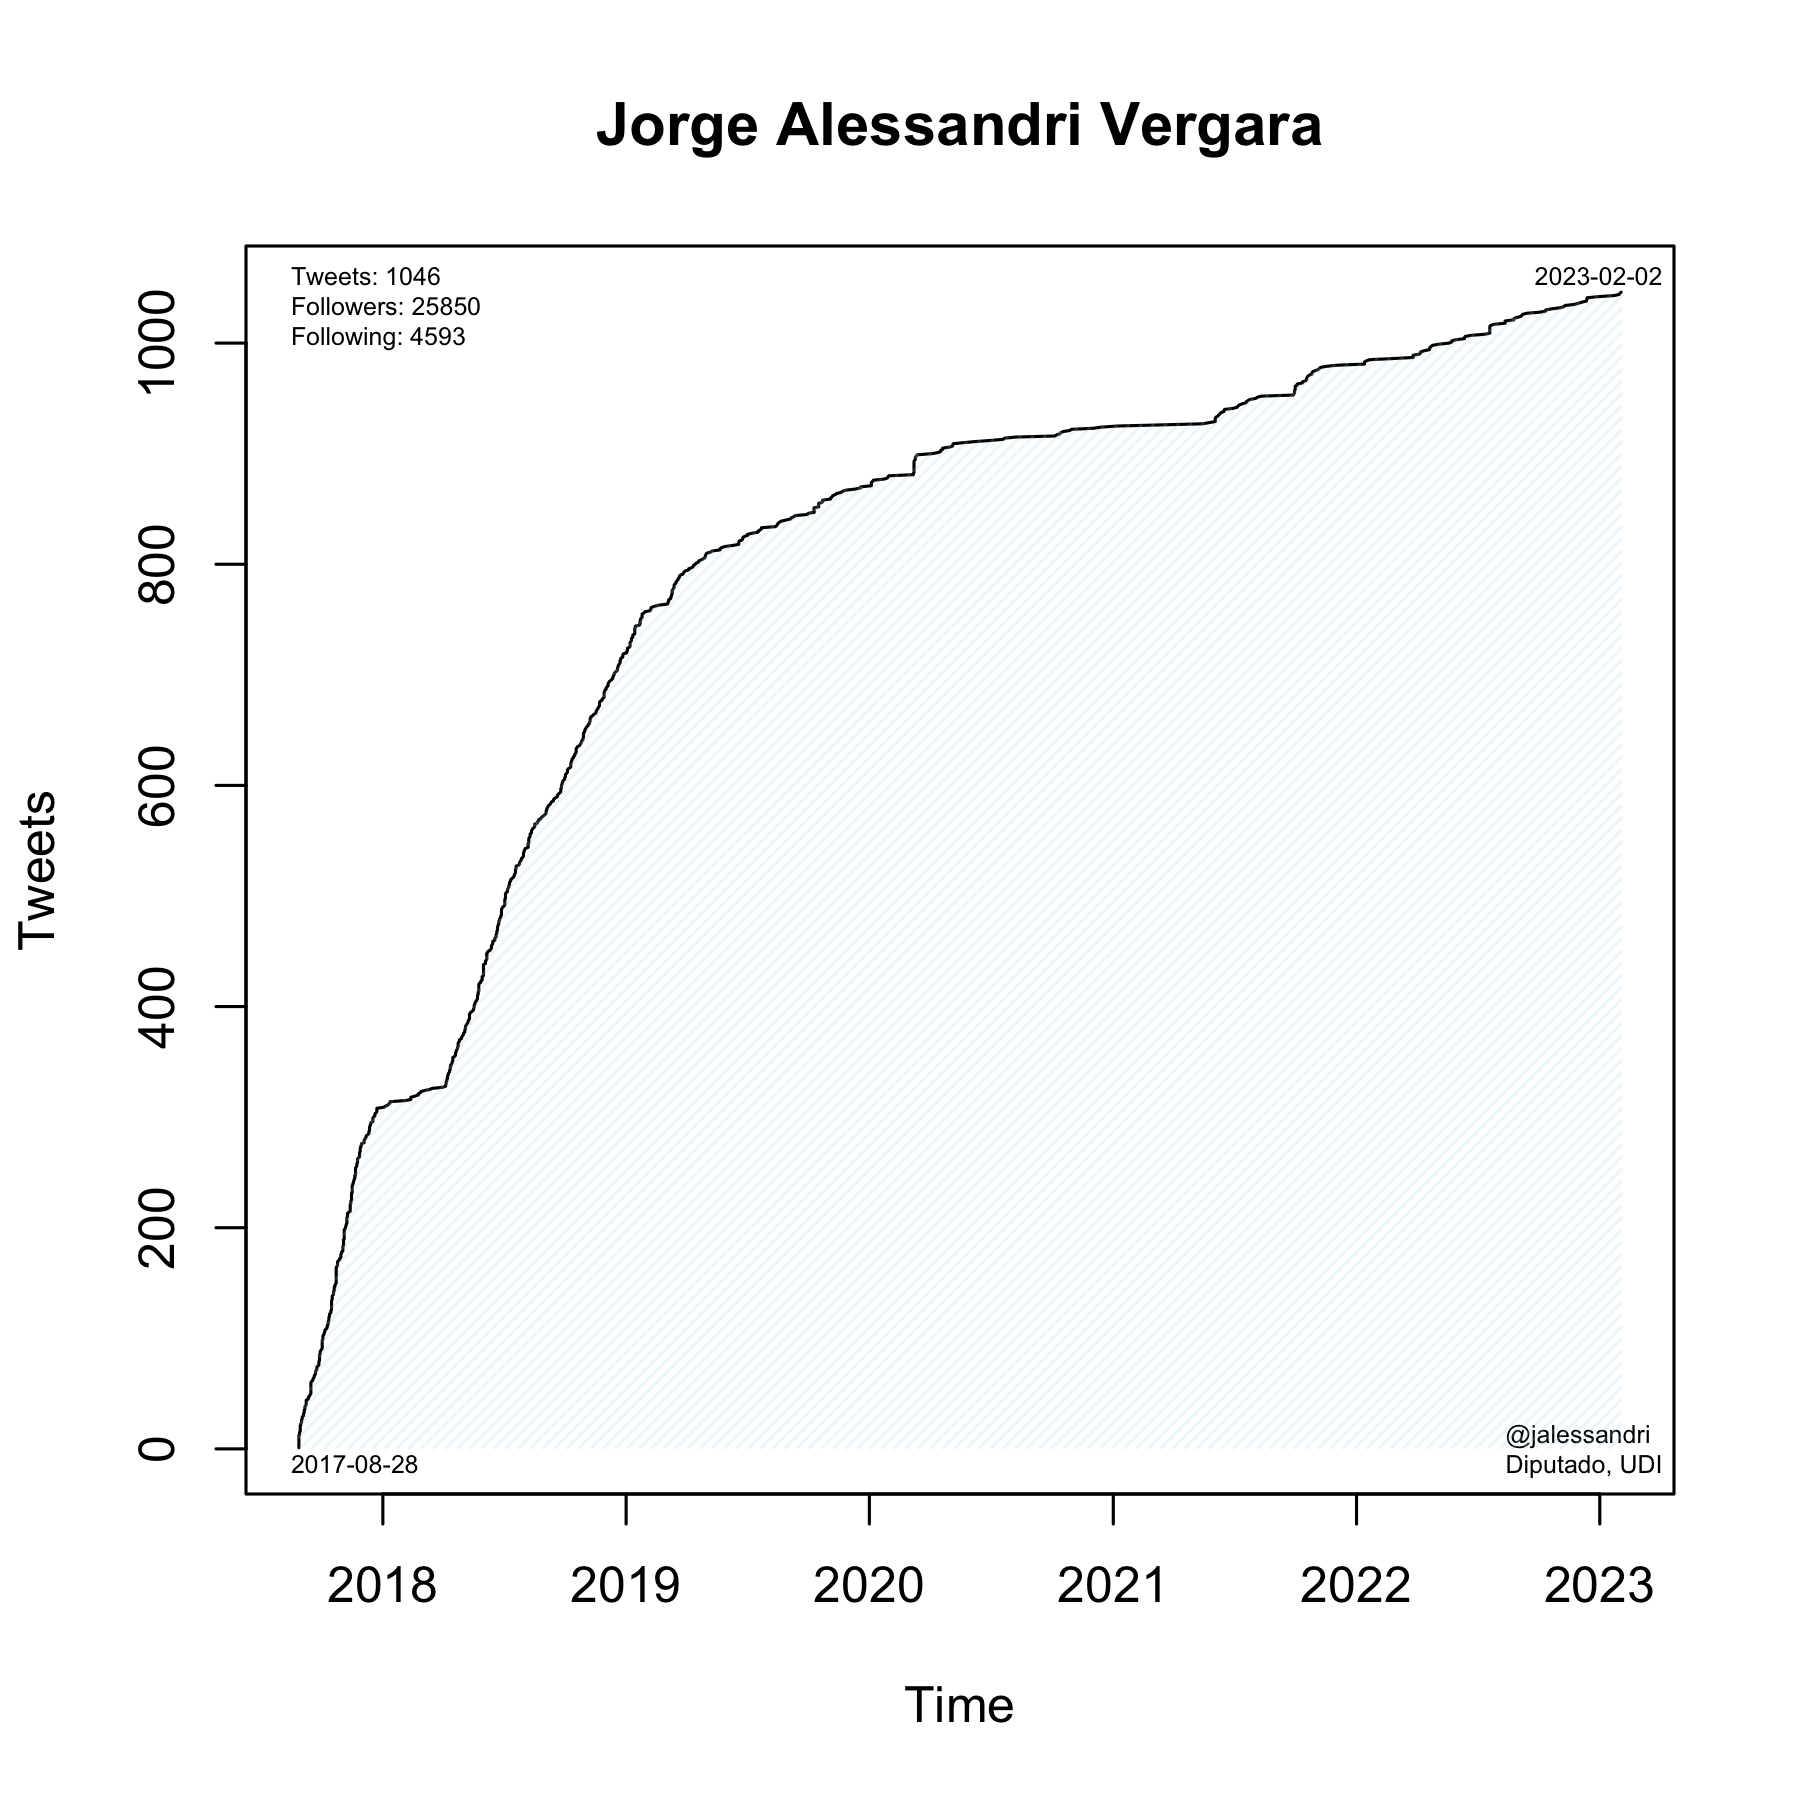 Jorge Alessandri Vergara
Tweets: 1046
Followers: 25850
Following: 4593
2023-02-02
1000
800
600
400
200
0
Tweets
2017-08-28
@jalessandri
Diputado, UDI
2018 2019 2020 2021 2022 2023
Time